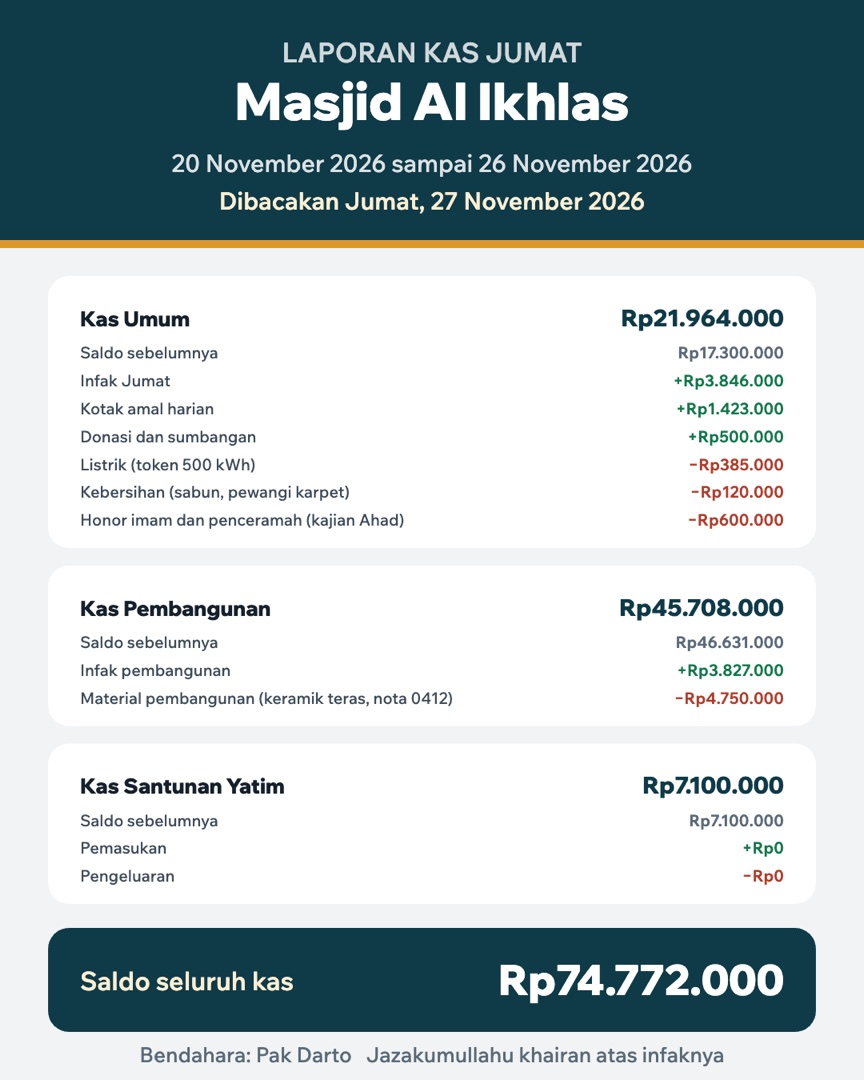 LAPORAN KAS JUMAT
Masjid Al Ikhlas
20 November 2026 sampai 26 November 2026
Dibacakan Jumat, 27 November 2026
Kas Umum Rp21.964.000
Saldo sebelumnya Rp17.300.000
Infak Jumat +Rp3.846.000
Kotak amal harian +Rp1.423.000
Donasi dan sumbangan +Rp500.000
Listrik (token 500 kWh) −Rp385.000
Kebersihan (sabun, pewangi karpet) −Rp120.000
Honor imam dan penceramah (kajian Ahad) −Rp600.000
Kas Pembangunan Rp45.708.000
Saldo sebelumnya Rp46.631.000
Infak pembangunan +Rp3.827.000
Material pembangunan (keramik teras, nota 0412) −Rp4.750.000
Kas Santunan Yatim Rp7.100.000
Saldo sebelumnya Rp7.100.000
Pemasukan +Rp0
Pengeluaran −Rp0
Saldo seluruh kas Rp74.772.000
Bendahara: Pak Darto Jazakumullahu khairan atas infaknya